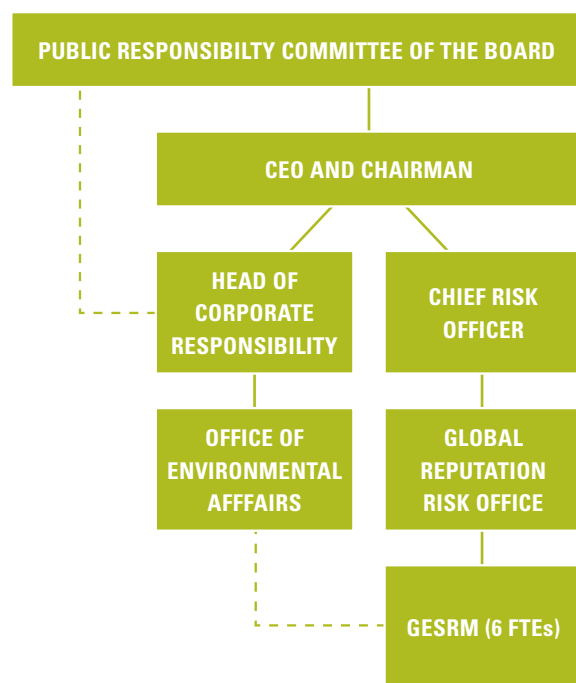 PUBLIC RESPONSIBILTY COMMITTEE OF THE BOARD
CEO AND CHAIRMAN
HEAD OF
CORPORATE
RESPONSIBILITY
CHIEF RISK
OFFICER
OFFICE OF
ENVIRONMENTAL
AFFFAIRS
GLOBAL
REPUTATION
RISK OFFICE
GESRM (6 FTEs)